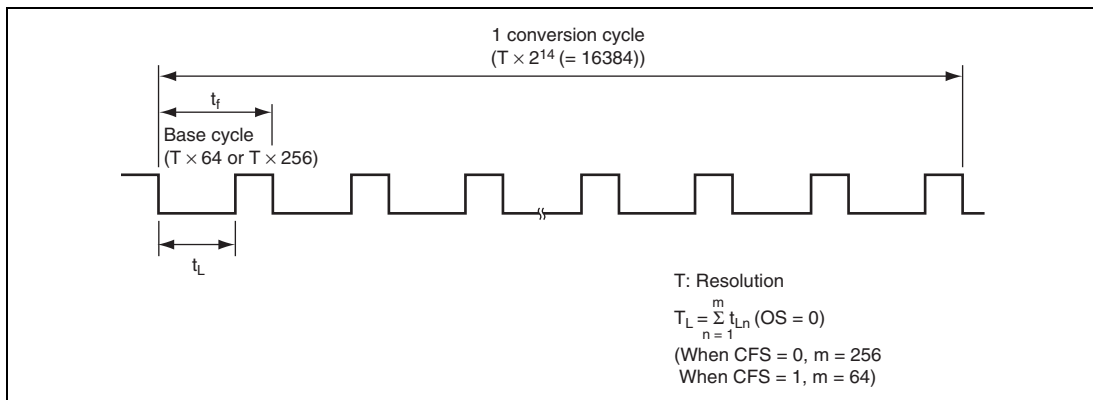 1 conversion cycle
(T × 2¹⁴ (= 16384))
t_f
Base cycle
(T × 64 or T × 256)
t_L
T: Resolution
m
T_L = Σ t_Ln (OS = 0)
n = 1
(When CFS = 0, m = 256
When CFS = 1, m = 64)